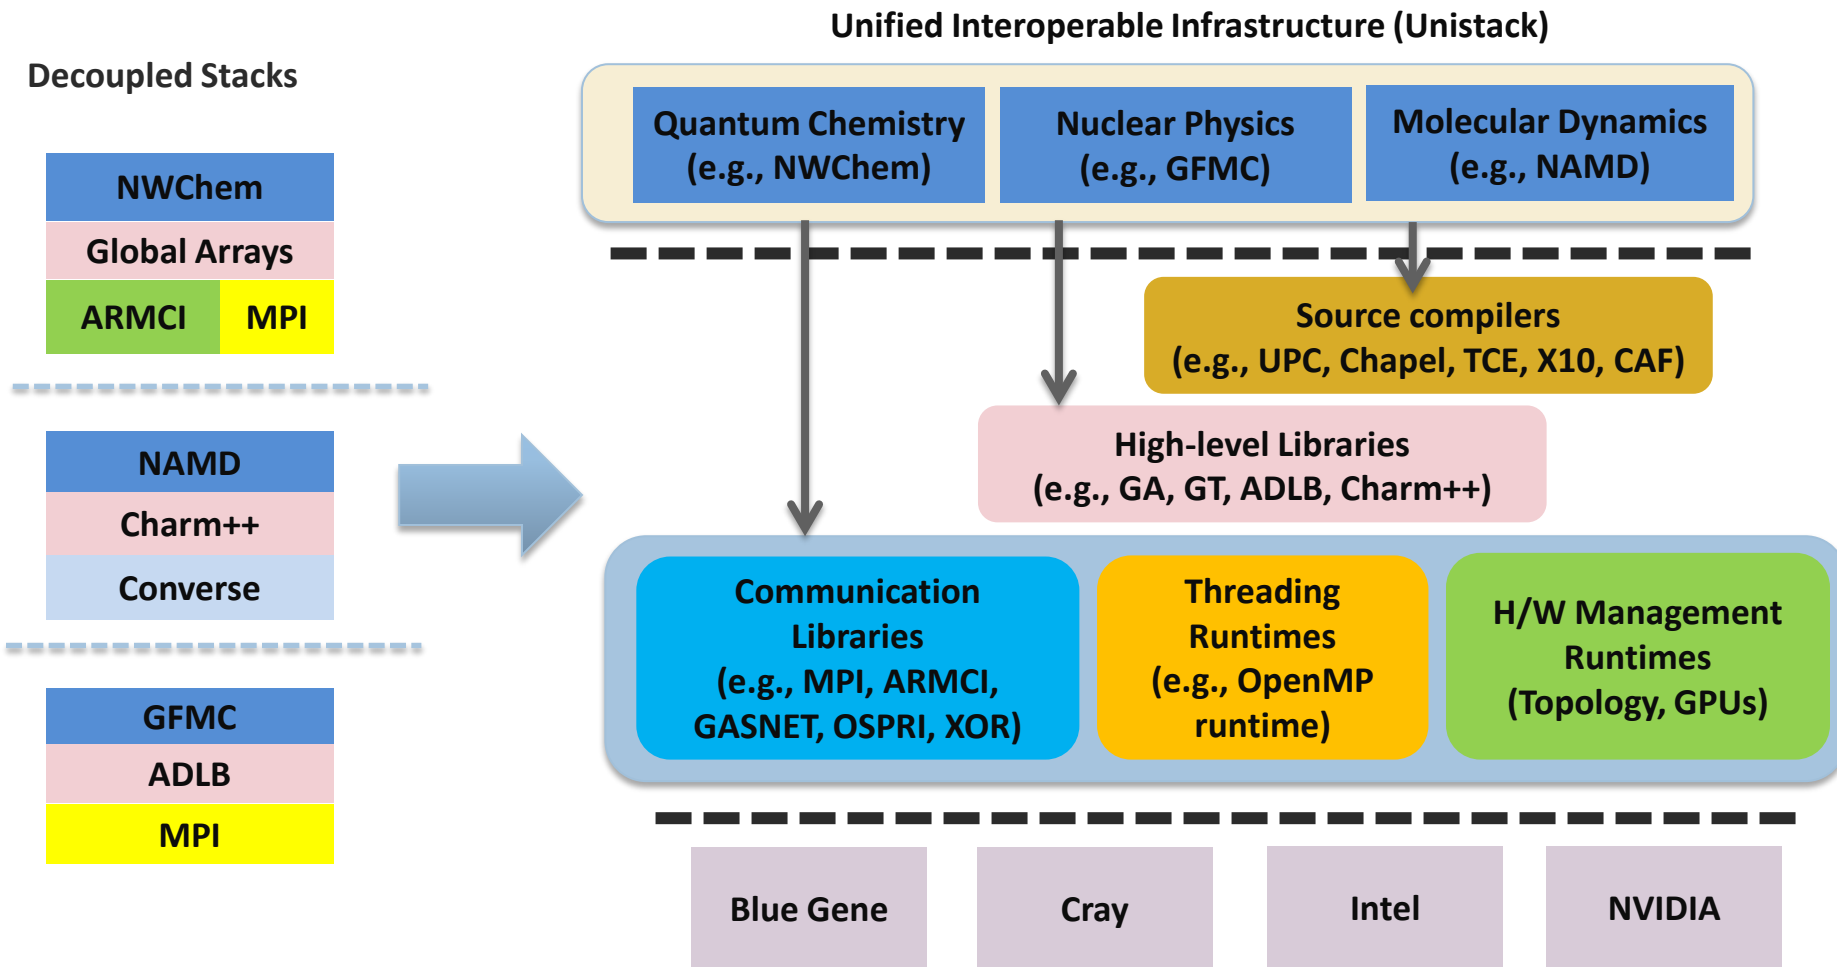 Unified Interoperable Infrastructure (Unistack)
Decoupled Stacks
NWChem
Global Arrays
ARMCI
MPI
NAMD
Charm++
Converse
GFMC
ADLB
MPI
Quantum Chemistry
(e.g., NWChem)
Nuclear Physics
(e.g., GFMC)
Molecular Dynamics
(e.g., NAMD)
Source compilers
(e.g., UPC, Chapel, TCE, X10, CAF)
High-level Libraries
(e.g., GA, GT, ADLB, Charm++)
Communication
Libraries
(e.g., MPI, ARMCI,
GASNET, OSPRI, XOR)
Threading
Runtimes
(e.g., OpenMP
runtime)
H/W Management
Runtimes
(Topology, GPUs)
Blue Gene
Cray
Intel
NVIDIA